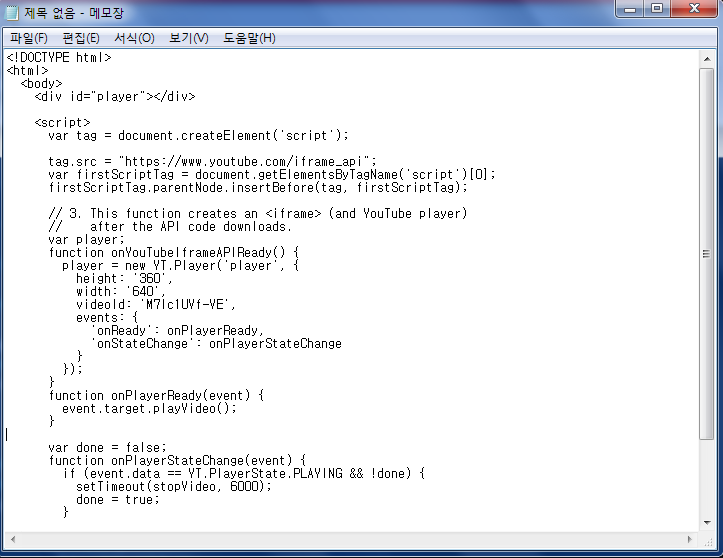 제목 없음 - 메모장
파일(F) 편집(E) 서식(O) 보기(V) 도움말(H)
<!DOCTYPE html>
<html>
  <body>
    <div id="player"></div>

    <script>
      var tag = document.createElement('script');

      tag.src = "https://www.youtube.com/iframe_api";
      var firstScriptTag = document.getElementsByTagName('script')[0];
      firstScriptTag.parentNode.insertBefore(tag, firstScriptTag);

      // 3. This function creates an <iframe> (and YouTube player)
      //    after the API code downloads.
      var player;
      function onYouTubeIframeAPIReady() {
        player = new YT.Player('player', {
          height: '360',
          width: '640',
          videoId: 'M7lc1UVf-VE',
          events: {
            'onReady': onPlayerReady,
            'onStateChange': onPlayerStateChange
          }
        });
      }
      function onPlayerReady(event) {
        event.target.playVideo();
      }

      var done = false;
      function onPlayerStateChange(event) {
        if (event.data == YT.PlayerState.PLAYING && !done) {
          setTimeout(stopVideo, 6000);
          done = true;
        }